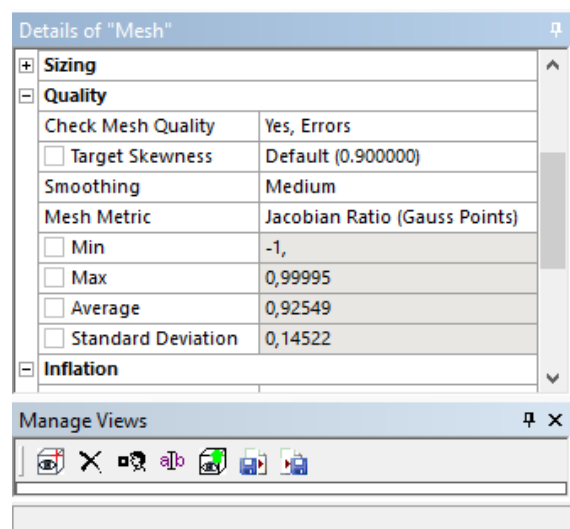 Details of "Mesh"
Sizing
Quality
Check Mesh Quality Yes, Errors
Target Skewness Default (0.900000)
Smoothing Medium
Mesh Metric Jacobian Ratio (Gauss Points)
Min -1,
Max 0,99995
Average 0,92549
Standard Deviation 0,14522
Inflation
Manage Views
a b